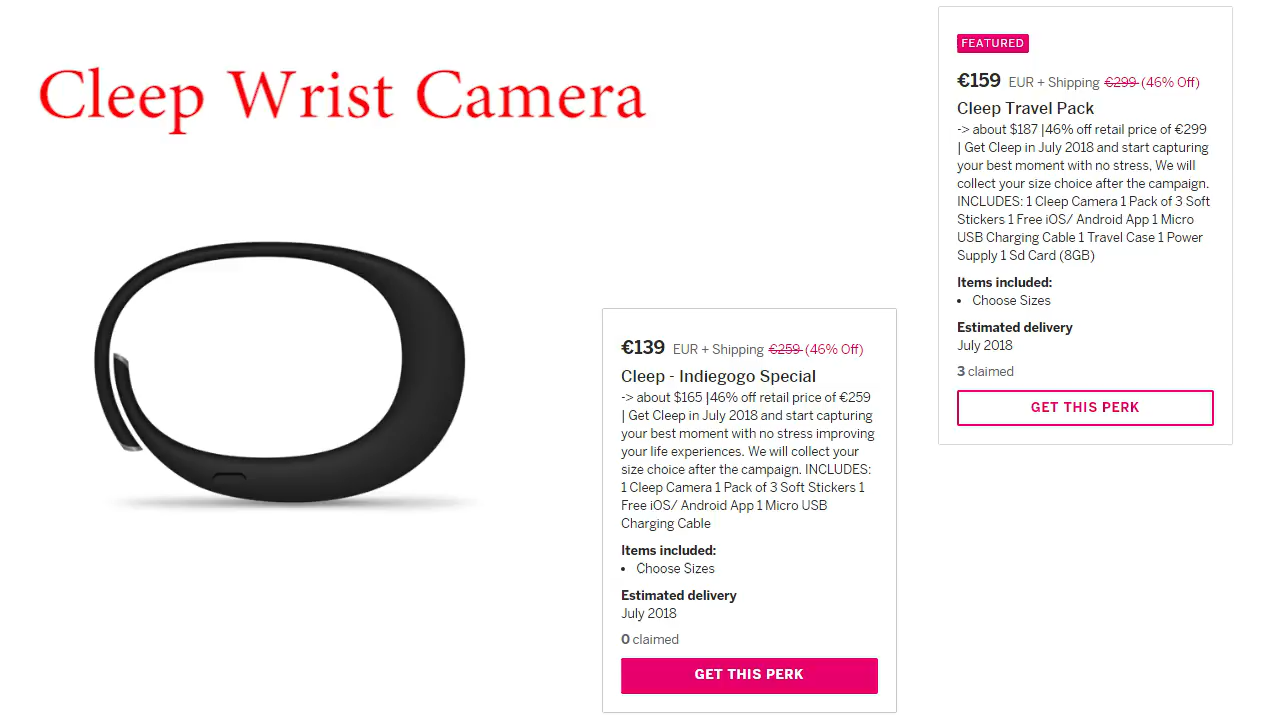 Cleep Wrist Camera
FEATURED
€159 EUR + Shipping €299 (46% Off)
Cleep Travel Pack
-> about $187 |46% off retail price of €299
| Get Cleep in July 2018 and start capturing
your best moment with no stress, We will
collect your size choice after the campaign.
INCLUDES: 1 Cleep Camera 1 Pack of 3 Soft
Stickers 1 Free iOS/ Android App 1 Micro
USB Charging Cable 1 Travel Case 1 Power
Supply 1 Sd Card (8GB)
Items included:
• Choose Sizes
Estimated delivery
July 2018
3 claimed
GET THIS PERK
€139 EUR + Shipping €259 (46% Off)
Cleep - Indiegogo Special
-> about $165 |46% off retail price of €259
| Get Cleep in July 2018 and start capturing
your best moment with no stress improving
your life experiences. We will collect your
size choice after the campaign. INCLUDES:
1 Cleep Camera 1 Pack of 3 Soft Stickers 1
Free iOS/ Android App 1 Micro USB
Charging Cable
Items included:
• Choose Sizes
Estimated delivery
July 2018
0 claimed
GET THIS PERK